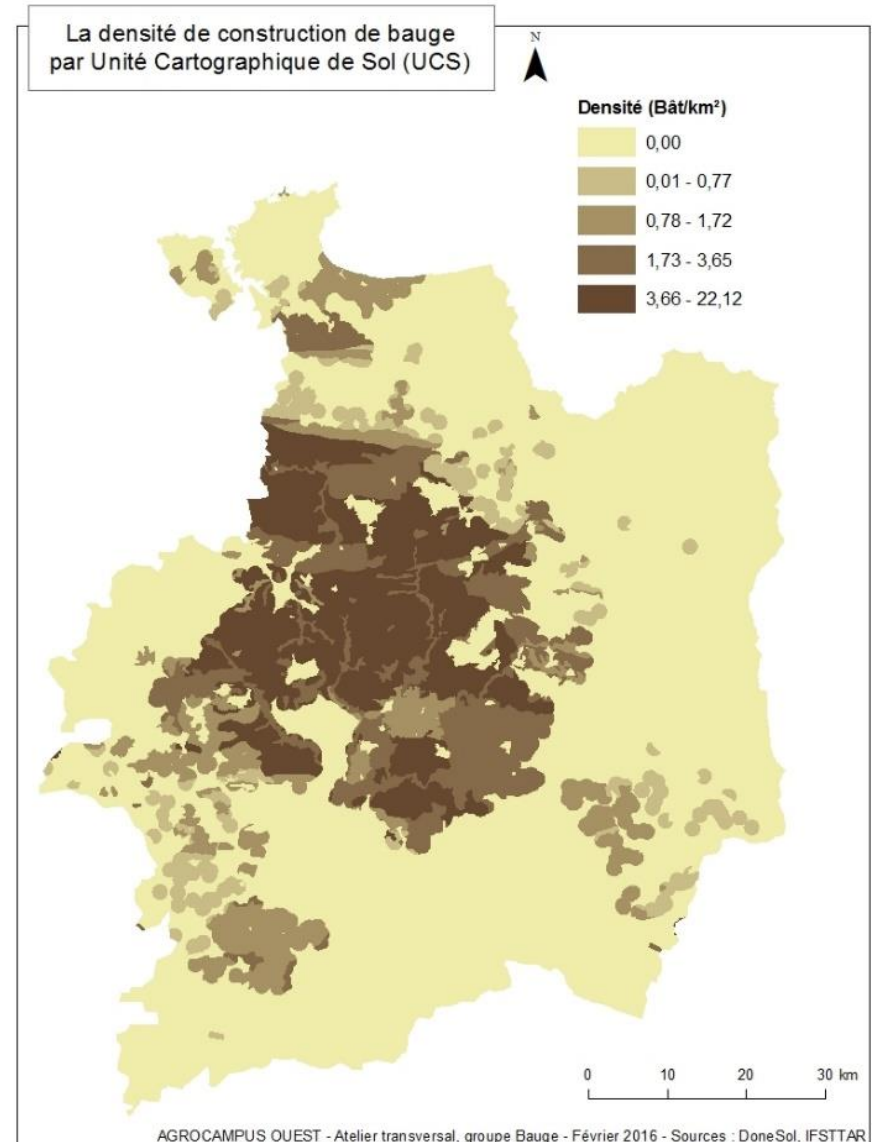 La densité de construction de bauge
par Unité Cartographique de Sol (UCS)
N
Densité (Bât/km²)
0,00
0,01 - 0,77
0,78 - 1,72
1,73 - 3,65
3,66 - 22,12
0 10 20 30 km
AGROCAMPUS OUEST - Atelier transversal, groupe Bauge - Février 2016 - Sources : DoneSol, IFSTTAR